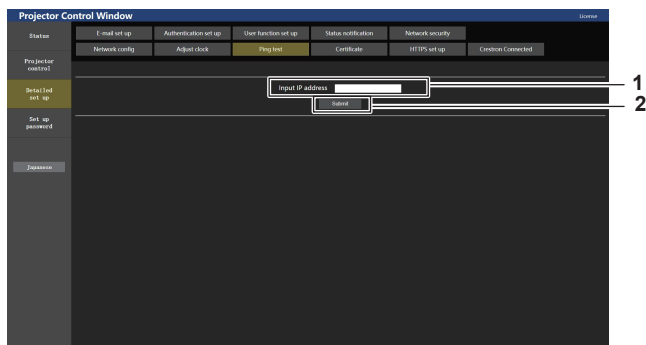 Projector Control Window
License
Status
E-mail set up
Authentication set up
User function set up
Status notification
Network security
Network config
Adjust clock
Ping test
Certificate
HTTPS set up
Crestron Connected
Projector
control
Detailed
set up
Set up
password
Japanese
Input IP address
Submit
1
2